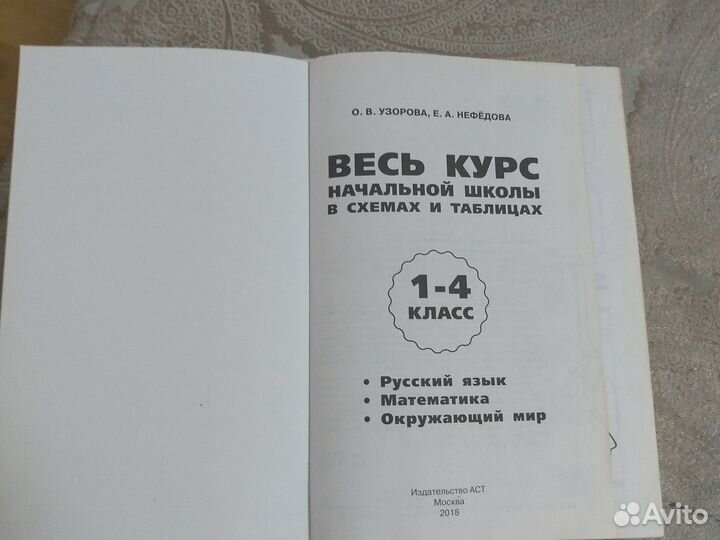 О. В. УЗОРОВА, Е. А. НЕФЁДОВА
ВЕСЬ КУРС
НАЧАЛЬНОЙ ШКОЛЫ
В СХЕМАХ И ТАБЛИЦАХ
1-4
КЛАСС
• Русский язык
• Математика
• Окружающий мир
Издательство АСТ
Москва
2018
Avito